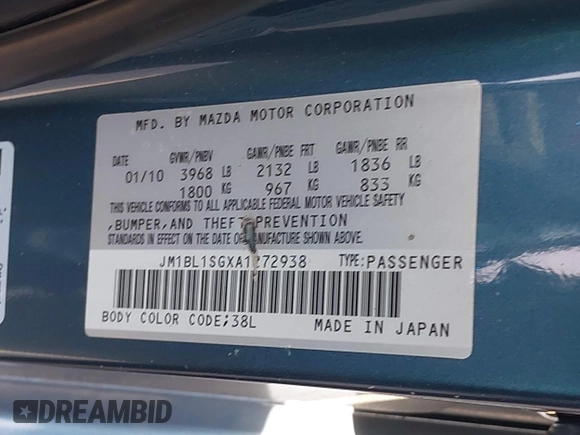 MFD. BY MAZDA MOTOR CORPORATION
DATE GVWR/PNBV GAWR/PNBE FRT GAWR/PNBE RR
01/10 3968 LB 2132 LB 1836 LB
1800 KG 967 KG 833 KG
THIS VEHICLE CONFORMS TO ALL APPLICABLE FEDERAL MOTOR VEHICLE SAFETY
,BUMPER,AND THEFT PREVENTION
STANDARDS IN EFFECT ON THE DATE OF MANUFACTURE SHOWN ABOVE.
JM1BL1SGXA1272938 TYPE:PASSENGER
BODY COLOR CODE;38L MADE IN JAPAN
DREAMBID